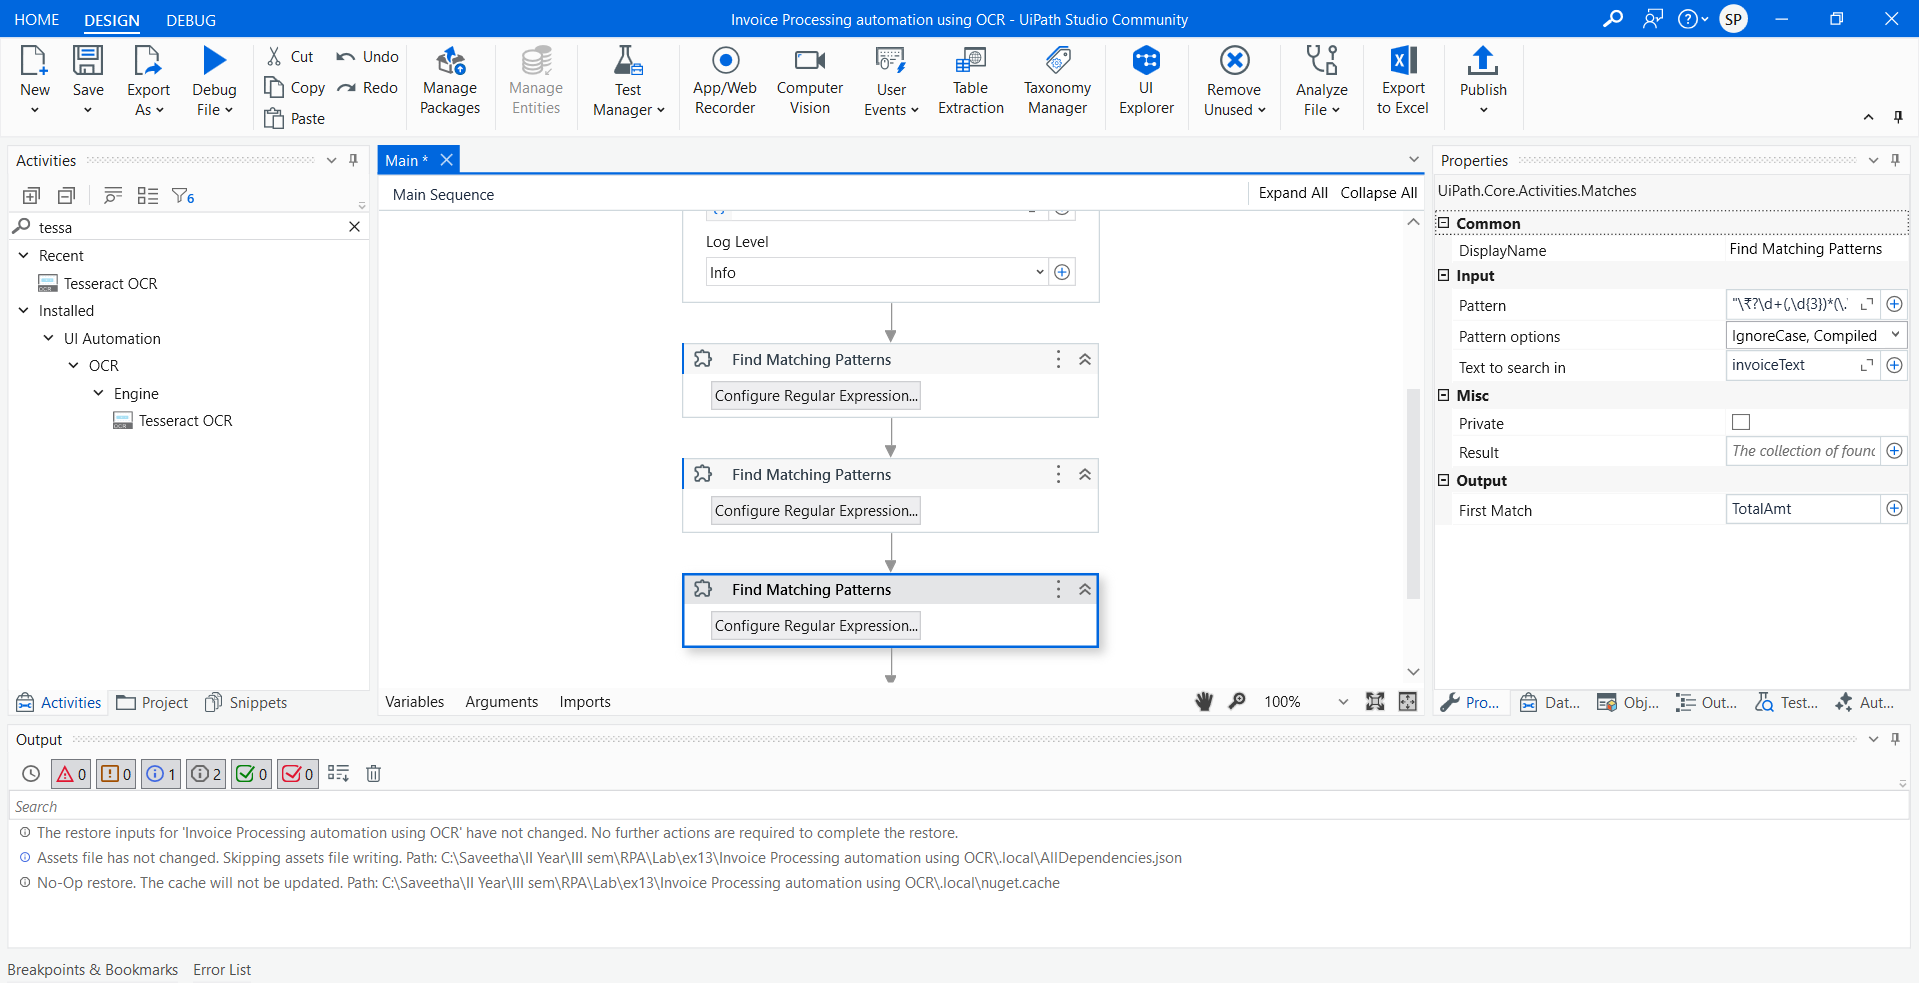 HOME DESIGN DEBUG
Invoice Processing automation using OCR - UiPath Studio Community
SP
New
Save
Export As
Debug File
Cut
Copy
Paste
Undo
Redo
Manage Packages
Manage Entities
Test Manager
App/Web Recorder
Computer Vision
User Events
Table Extraction
Taxonomy Manager
UI Explorer
Remove Unused
Analyze File
Export to Excel
Publish
Activities
6
tessa
Recent
Tesseract OCR
Installed
UI Automation
OCR
Engine
Tesseract OCR
Activities Project Snippets
Main *
Main Sequence
Expand All Collapse All
Log Level
Info
Find Matching Patterns
Configure Regular Expression...
Find Matching Patterns
Configure Regular Expression...
Find Matching Patterns
Configure Regular Expression...
Variables Arguments Imports
100%
Properties
UiPath.Core.Activities.Matches
Common
DisplayName Find Matching Patterns
Input
Pattern "\₹?\d+(,\d{3})*(\.
Pattern options IgnoreCase, Compiled
Text to search in invoiceText
Misc
Private
Result The collection of found
Output
First Match TotalAmt
Pro... Dat... Obj... Out... Test... Aut...
Output
0 0 1 2 0 0
Search
The restore inputs for 'Invoice Processing automation using OCR' have not changed. No further actions are required to complete the restore.
Assets file has not changed. Skipping assets file writing. Path: C:\Saveetha\II Year\III sem\RPA\Lab\ex13\Invoice Processing automation using OCR\.local\AllDependencies.json
No-Op restore. The cache will not be updated. Path: C:\Saveetha\II Year\III sem\RPA\Lab\ex13\Invoice Processing automation using OCR\.local\nuget.cache
Breakpoints & Bookmarks Error List